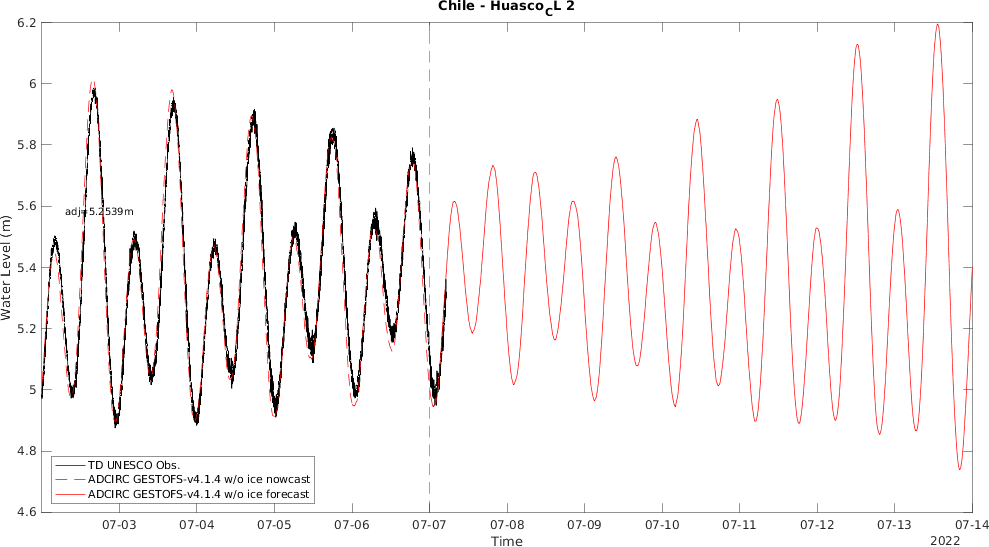 Chile - Huasco_CL 2
6.2
6
5.8
5.6
5.4
5.2
5
4.8
4.6
Water Level (m)
adj=5.2539m
TD UNESCO Obs.
ADCIRC GESTOFS-v4.1.4 w/o ice nowcast
ADCIRC GESTOFS-v4.1.4 w/o ice forecast
07-03 07-04 07-05 07-06 07-07 07-08 07-09 07-10 07-11 07-12 07-13 07-14
Time
2022